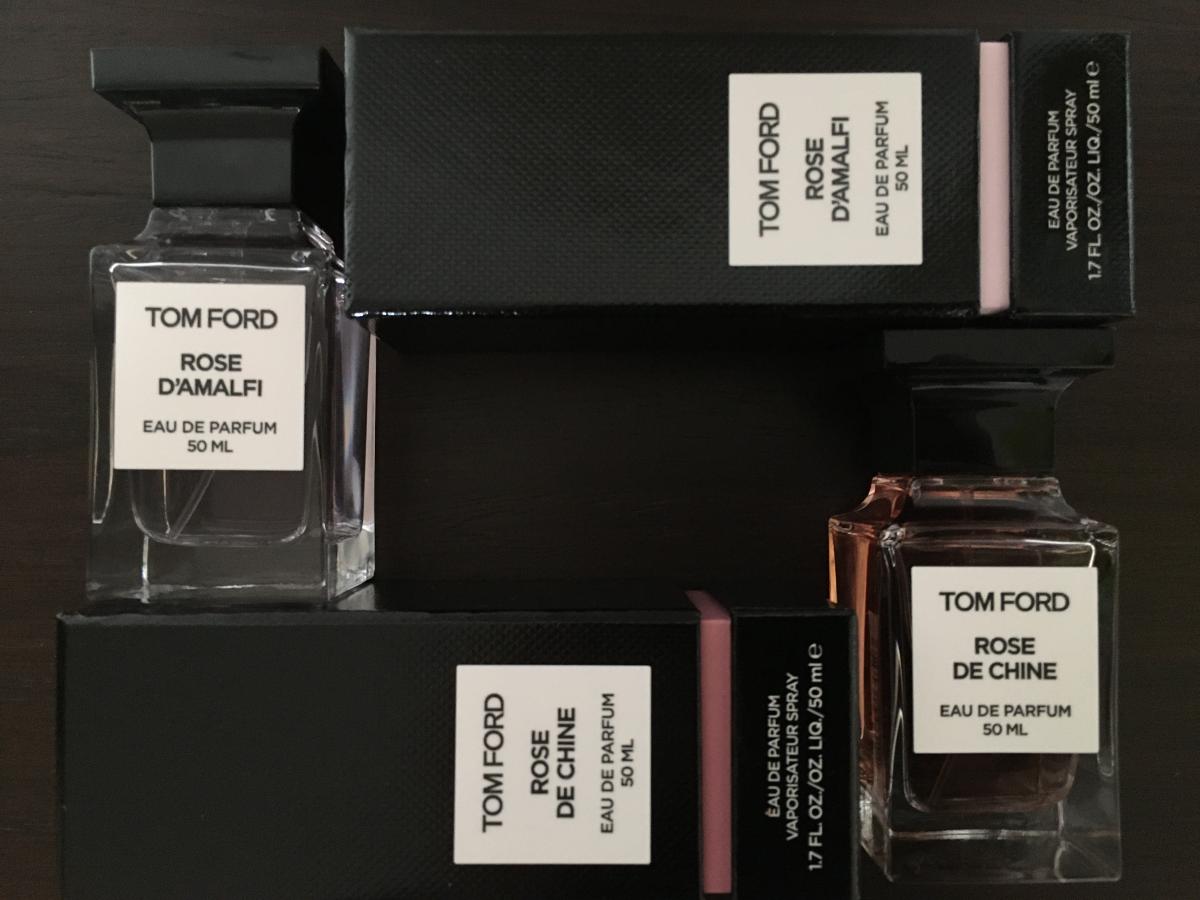 TOM FORD
ROSE
D'AMALFI
EAU DE PARFUM
50 ML
TOM FORD
ROSE
D'AMALFI
EAU DE PARFUM
50 ML
EAU DE PARFUM
VAPORISATEUR SPRAY
1.7 FL. OZ./OZ. LIQ./50 ml ℮
TOM FORD
ROSE
DE CHINE
EAU DE PARFUM
50 ML
EAU DE PARFUM
VAPORISATEUR SPRAY
1.7 FL. OZ./OZ. LIQ./50 ml ℮
TOM FORD
ROSE
DE CHINE
EAU DE PARFUM
50 ML